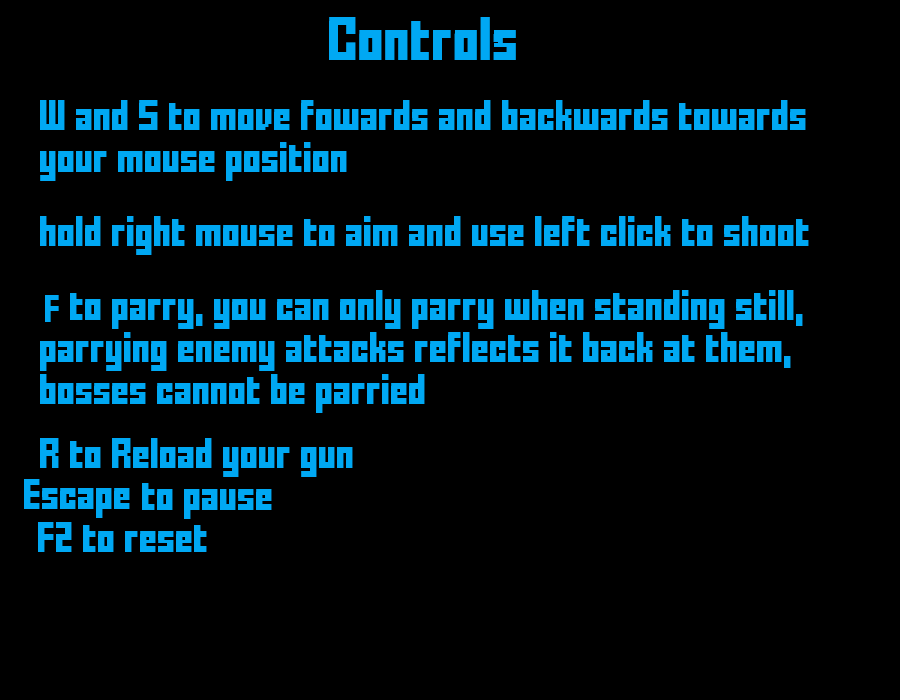 Controls
W and S to move fowards and backwards towards
your mouse position
hold right mouse to aim and use left click to shoot
F to parry, you can only parry when standing still,
parrying enemy attacks reflects it back at them,
bosses cannot be parried
R to Reload your gun
Escape to pause
F2 to reset